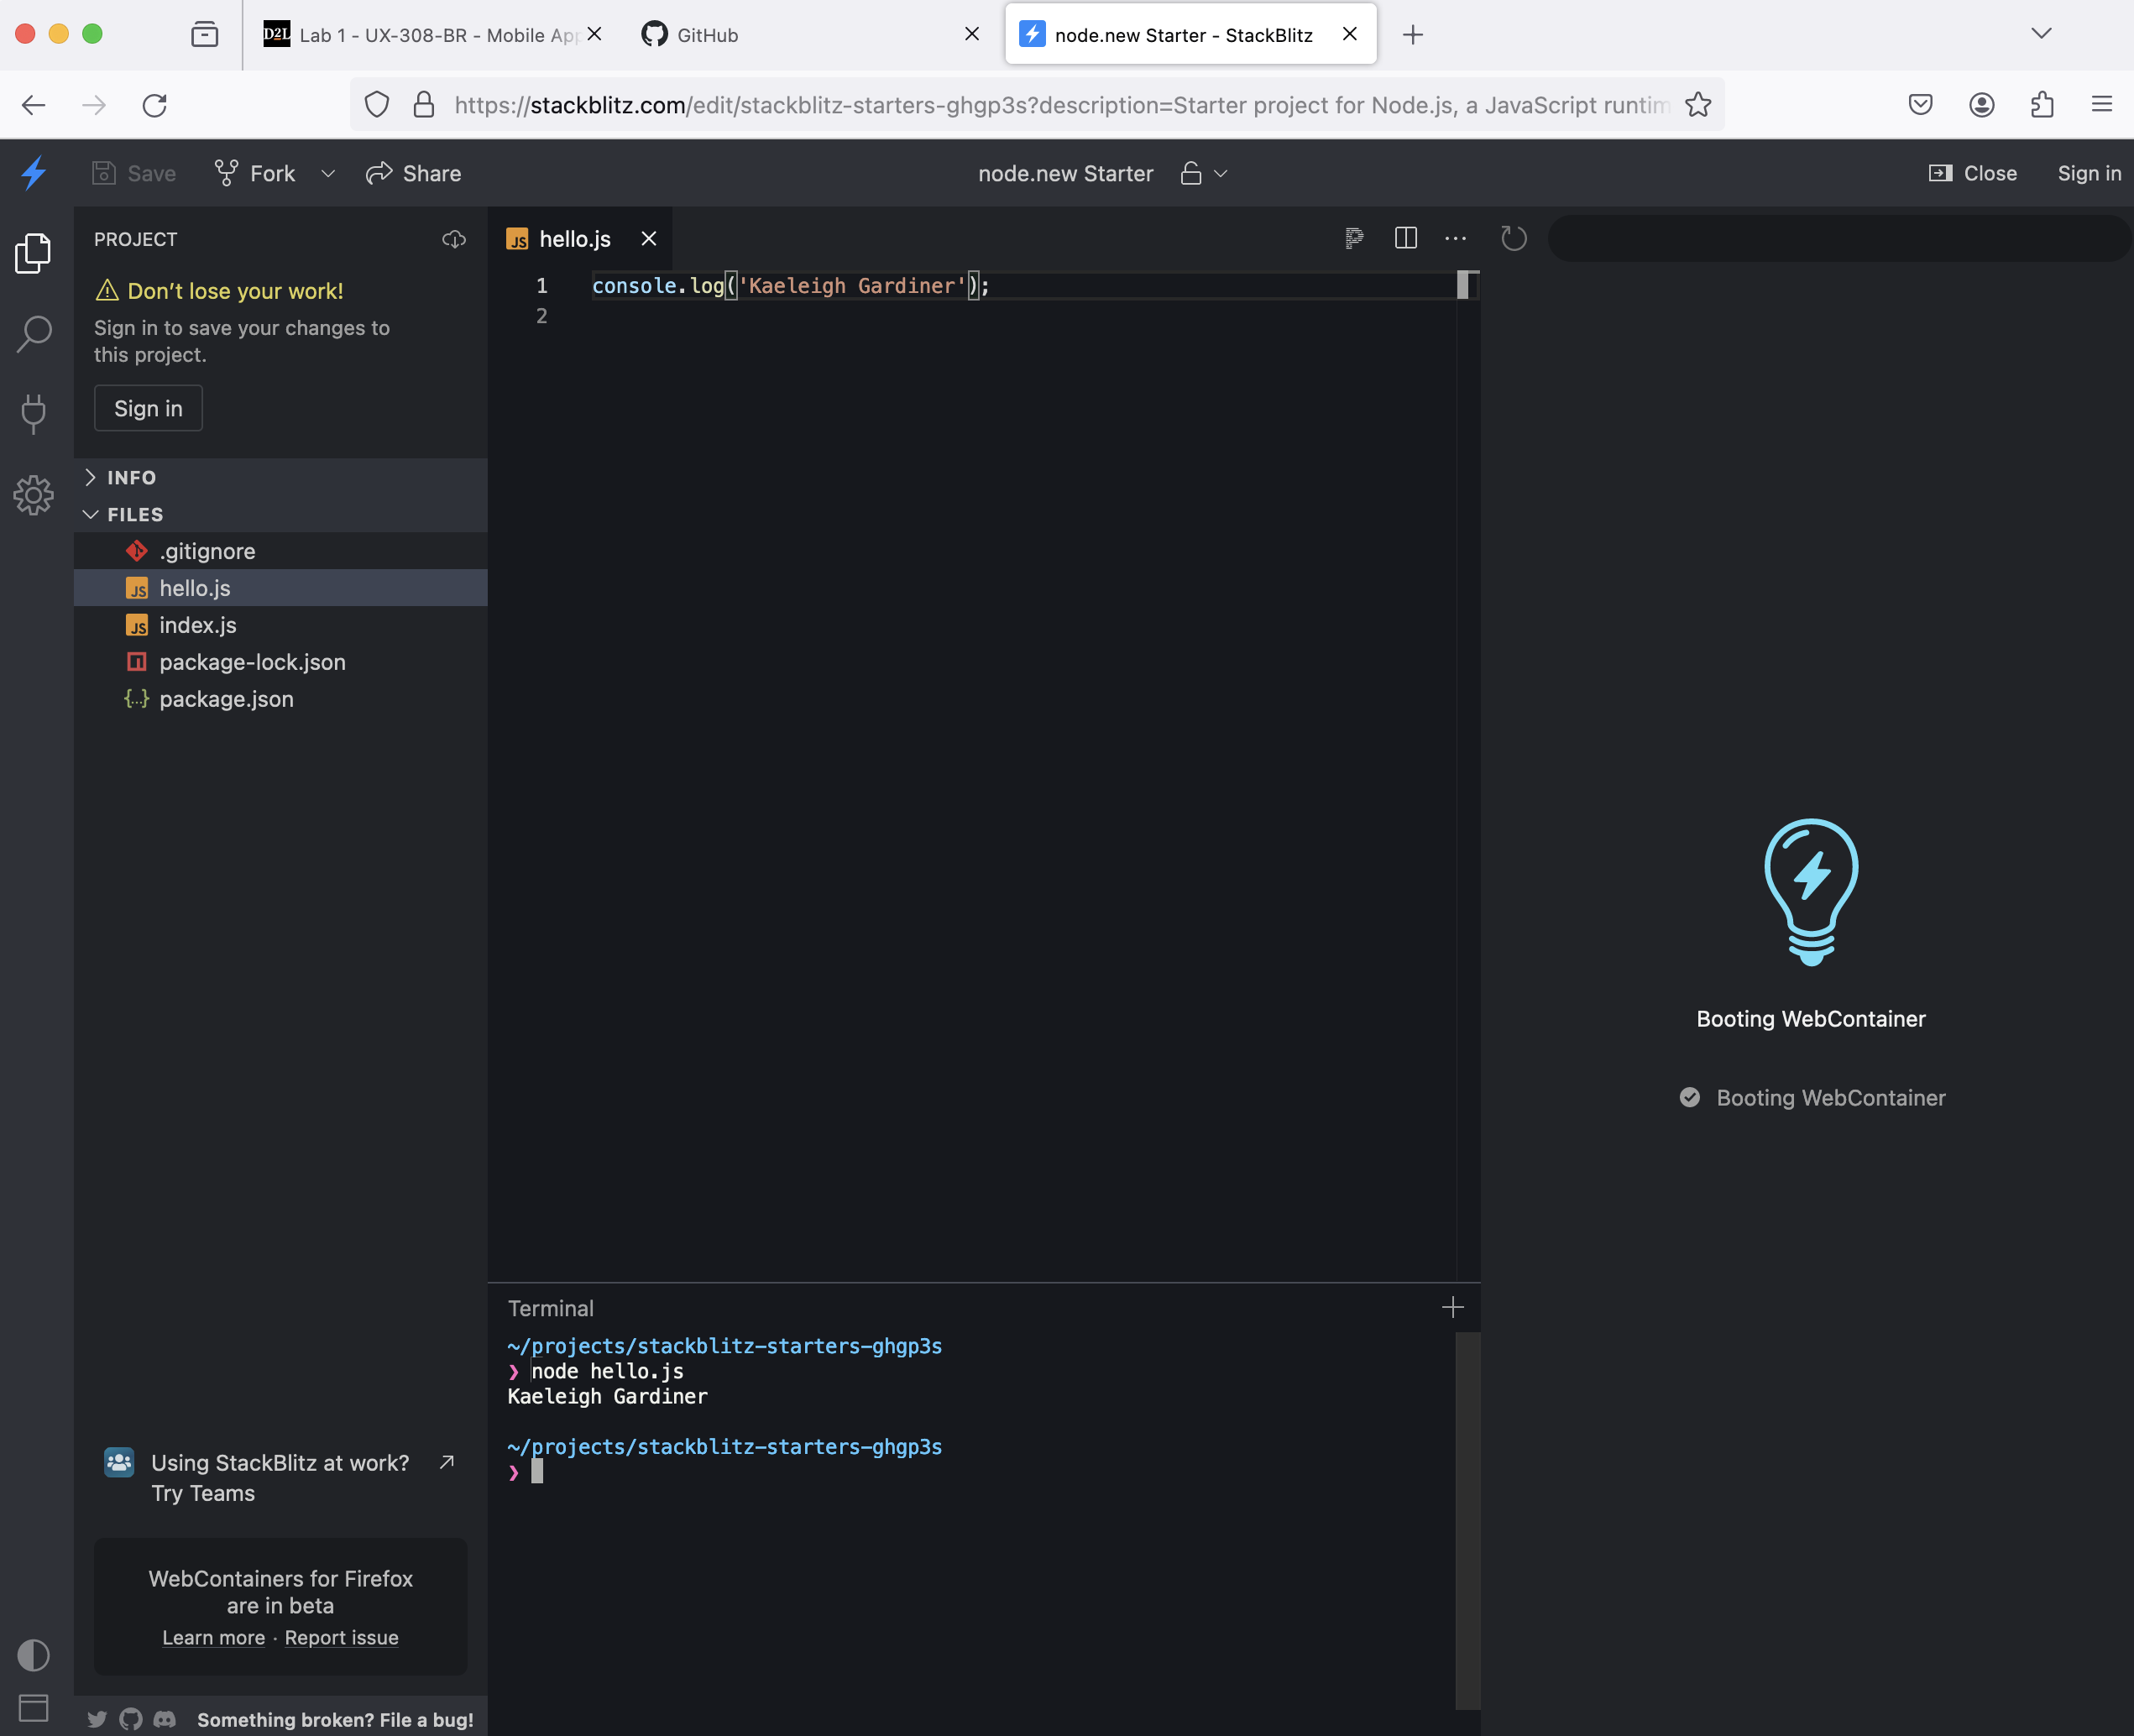 D2L Lab 1 - UX-308-BR - Mobile App
GitHub
node.new Starter - StackBlitz
https://stackblitz.com/edit/stackblitz-starters-ghgp3s?description=Starter project for Node.js, a JavaScript runtim
Save
Fork
Share
node.new Starter
Close
Sign in
PROJECT
Don’t lose your work!
Sign in to save your changes to
this project.
Sign in
INFO
FILES
.gitignore
JS hello.js
JS index.js
package-lock.json
{..} package.json
Using StackBlitz at work?
Try Teams
WebContainers for Firefox
are in beta
Learn more · Report issue
Something broken? File a bug!
JS hello.js
1 console.log('Kaeleigh Gardiner');
2
Terminal
~/projects/stackblitz-starters-ghgp3s
❯ node hello.js
Kaeleigh Gardiner
~/projects/stackblitz-starters-ghgp3s
❯
Booting WebContainer
Booting WebContainer